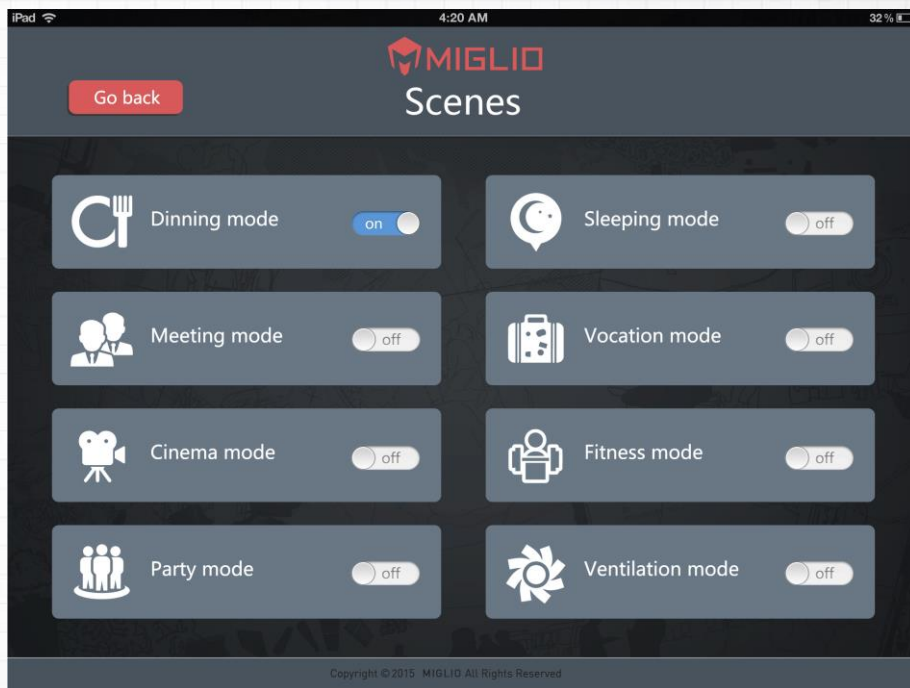 iPad 4:20 AM 32%
MIGLIO
Go back
Scenes
Dinning mode on
Sleeping mode off
Meeting mode off
Vocation mode off
Cinema mode off
Fitness mode off
Party mode off
Ventilation mode off
Copyright ©2015 MIGLIO All Rights Reserved